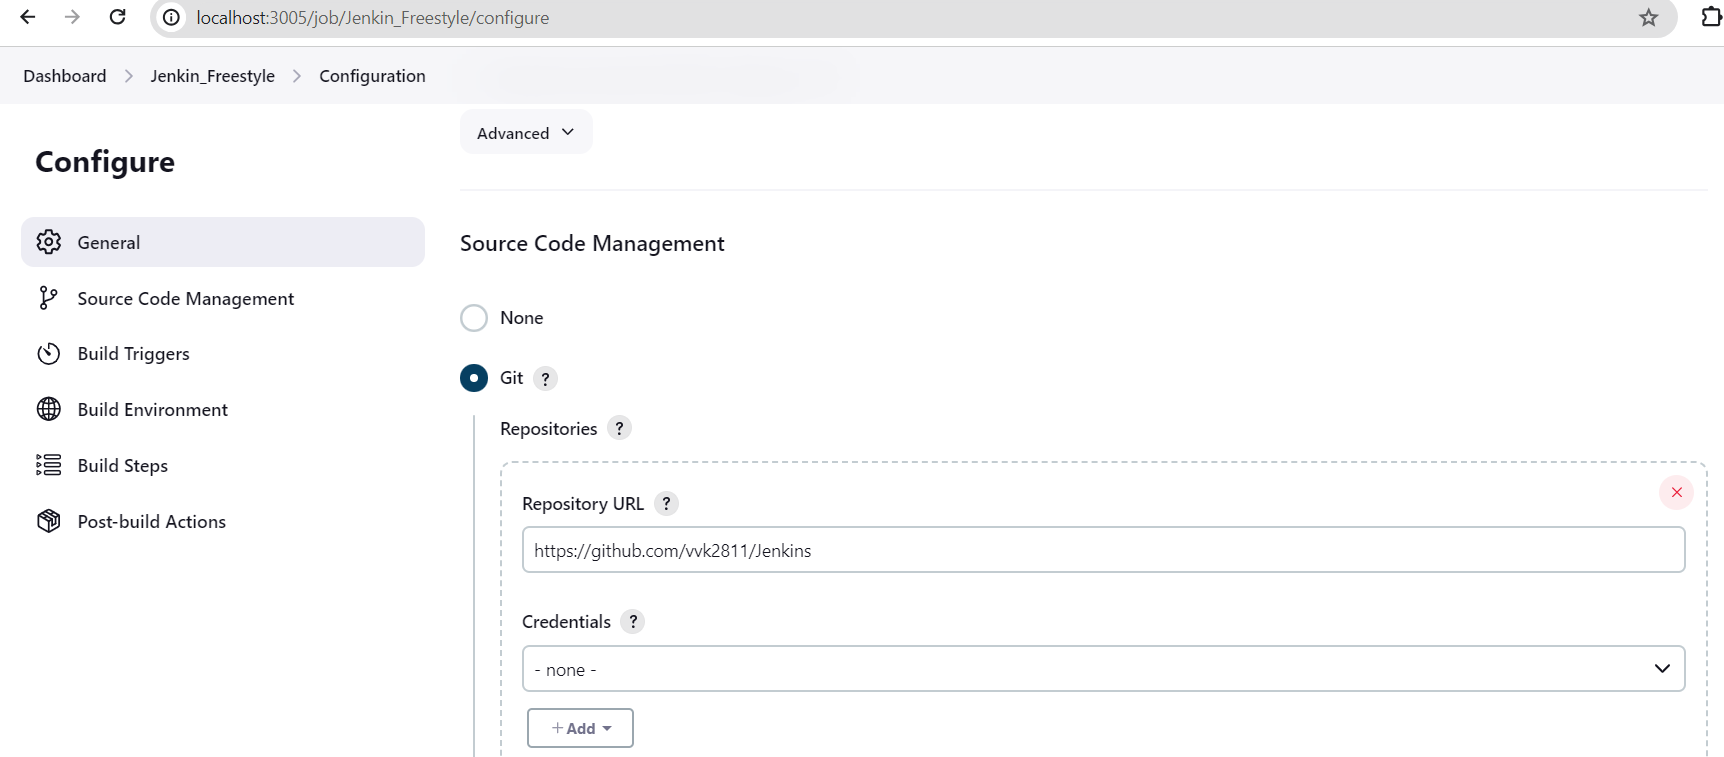 localhost:3005/job/Jenkin_Freestyle/configure
Dashboard > Jenkin_Freestyle > Configuration
Configure
General
Source Code Management
Build Triggers
Build Environment
Build Steps
Post-build Actions
Advanced
Source Code Management
None
Git ?
Repositories ?
Repository URL ?
https://github.com/vvk2811/Jenkins
Credentials ?
- none -
+ Add